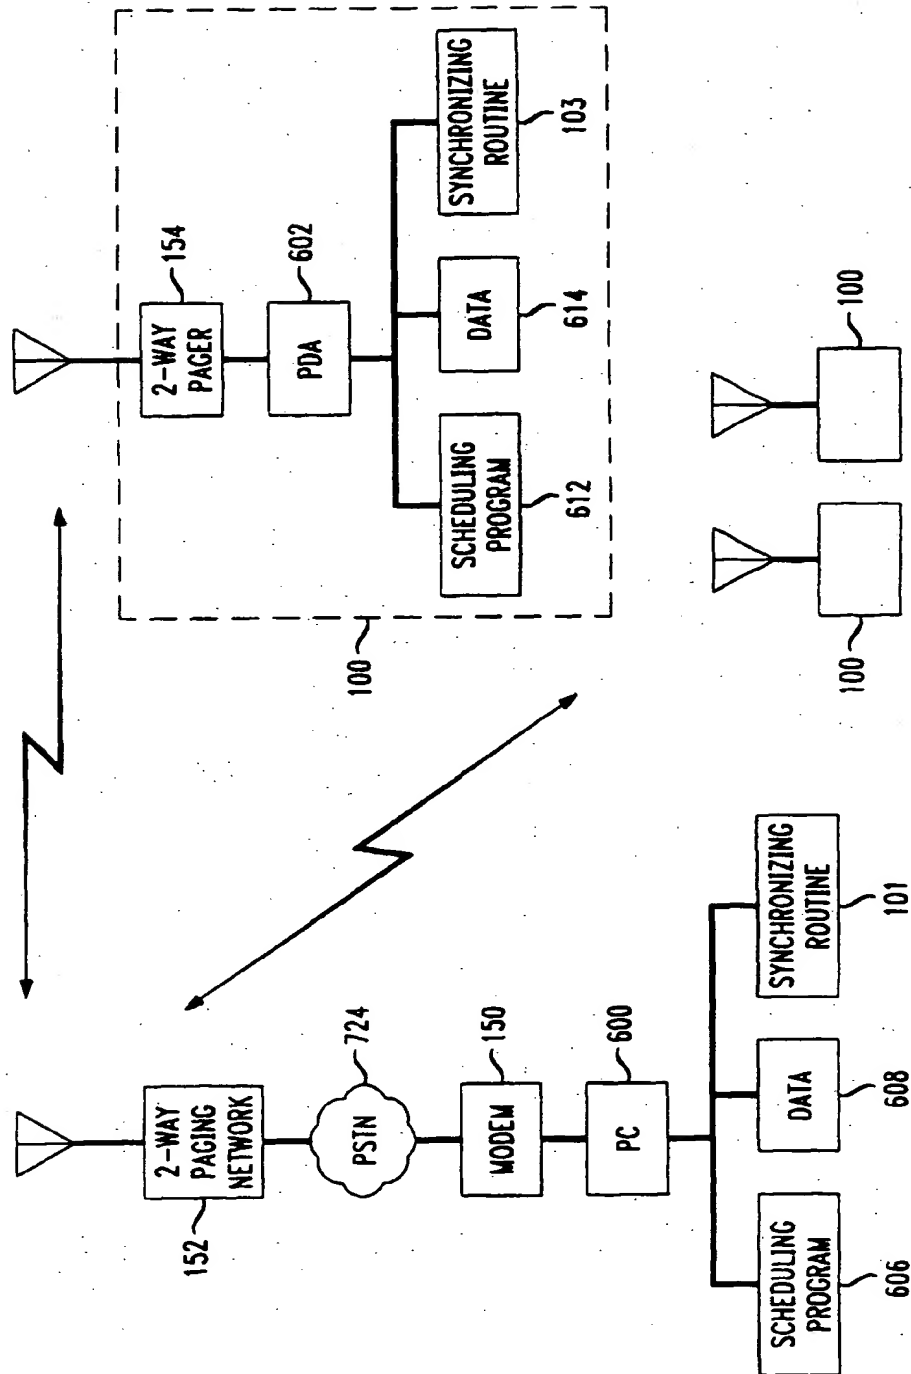 2-WAY
PAGING
NETWORK
152
PSTN
724
MODEM
150
PC
600
SCHEDULING
PROGRAM
606
DATA
608
SYNCHRONIZING
ROUTINE
101
100
2-WAY
PAGER
154
PDA
602
SCHEDULING
PROGRAM
612
DATA
614
SYNCHRONIZING
ROUTINE
103
100
100